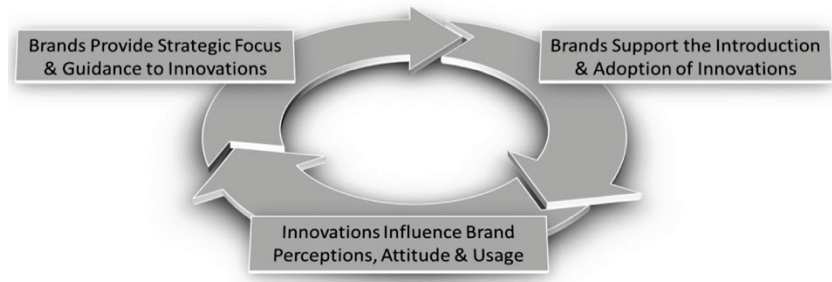 Brands Provide Strategic Focus
& Guidance to Innovations
Brands Support the Introduction
& Adoption of Innovations
Innovations Influence Brand
Perceptions, Attitude & Usage